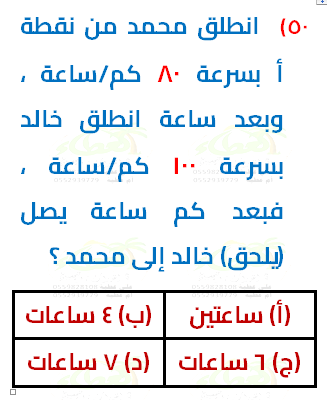 ٥٠) انطلق محمد من نقطة
أ بسرعة ٨٠ كم/ساعة ،
وبعد ساعة انطلق خالد
بسرعة ١٠٠ كم/ساعة ،
فبعد كم ساعة يصل
(يلحق) خالد إلى محمد ؟
(أ) ساعتين (ب) ٤ ساعات
(ج) ٦ ساعات (د) ٧ ساعات